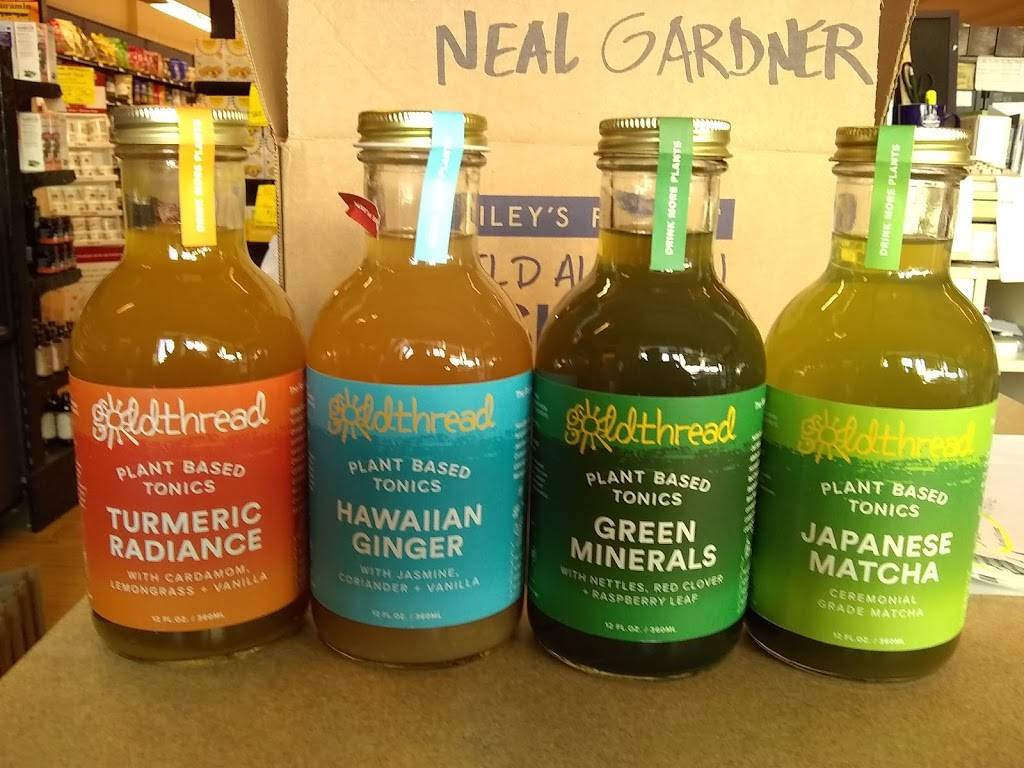 NEAL GARDNER
ILEY'S
DRINK MORE PLANTS
DRINK MORE PLANTS
DRINK MORE PLANTS
goldthread
PLANT BASED
TONICS
TURMERIC
RADIANCE
WITH CARDAMOM,
LEMONGRASS + VANILLA
12 FL.OZ. / 360ML
goldthread
PLANT BASED
TONICS
HAWAIIAN
GINGER
WITH JASMINE,
CORIANDER + VANILLA
12 FL.OZ. / 360ML
goldthread
PLANT BASED
TONICS
GREEN
MINERALS
WITH NETTLES, RED CLOVER
+ RASPBERRY LEAF
12 FL.OZ. / 360ML
goldthread
PLANT BASED
TONICS
JAPANESE
MATCHA
CEREMONIAL
GRADE MATCHA
12 FL.OZ. / 360ML